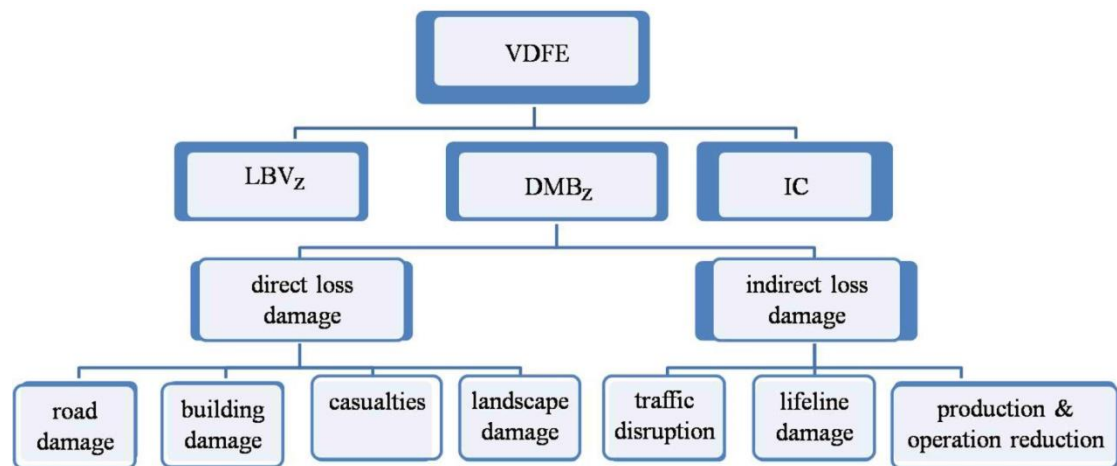 VDFE
LBVZ
DMBZ
IC
direct loss
damage
indirect loss
damage
road
damage
building
damage
casualties
landscape
damage
traffic
disruption
lifeline
damage
production &
operation reduction